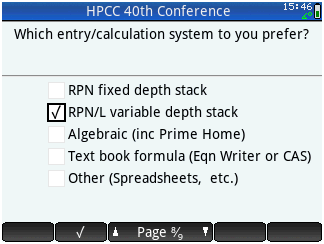 HPCC 40th Conference
15:46
Which entry/calculation system to you prefer?
RPN fixed depth stack
√ RPN/L variable depth stack
Algebraic (inc Prime Home)
Text book formula (Eqn Writer or CAS)
Other (Spreadsheets, etc.)
√ Page 8/9